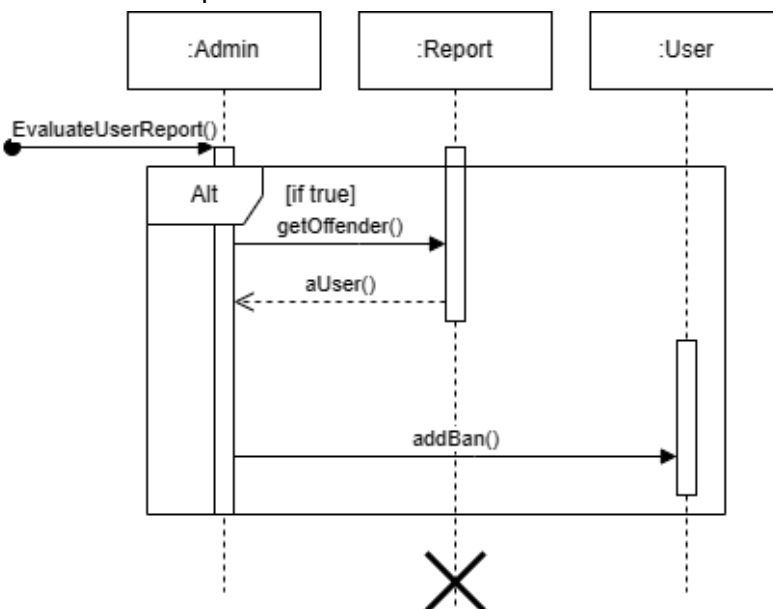 :Admin
:Report
:User
EvaluateUserReport()
Alt
[if true]
getOffender()
aUser()
addBan()